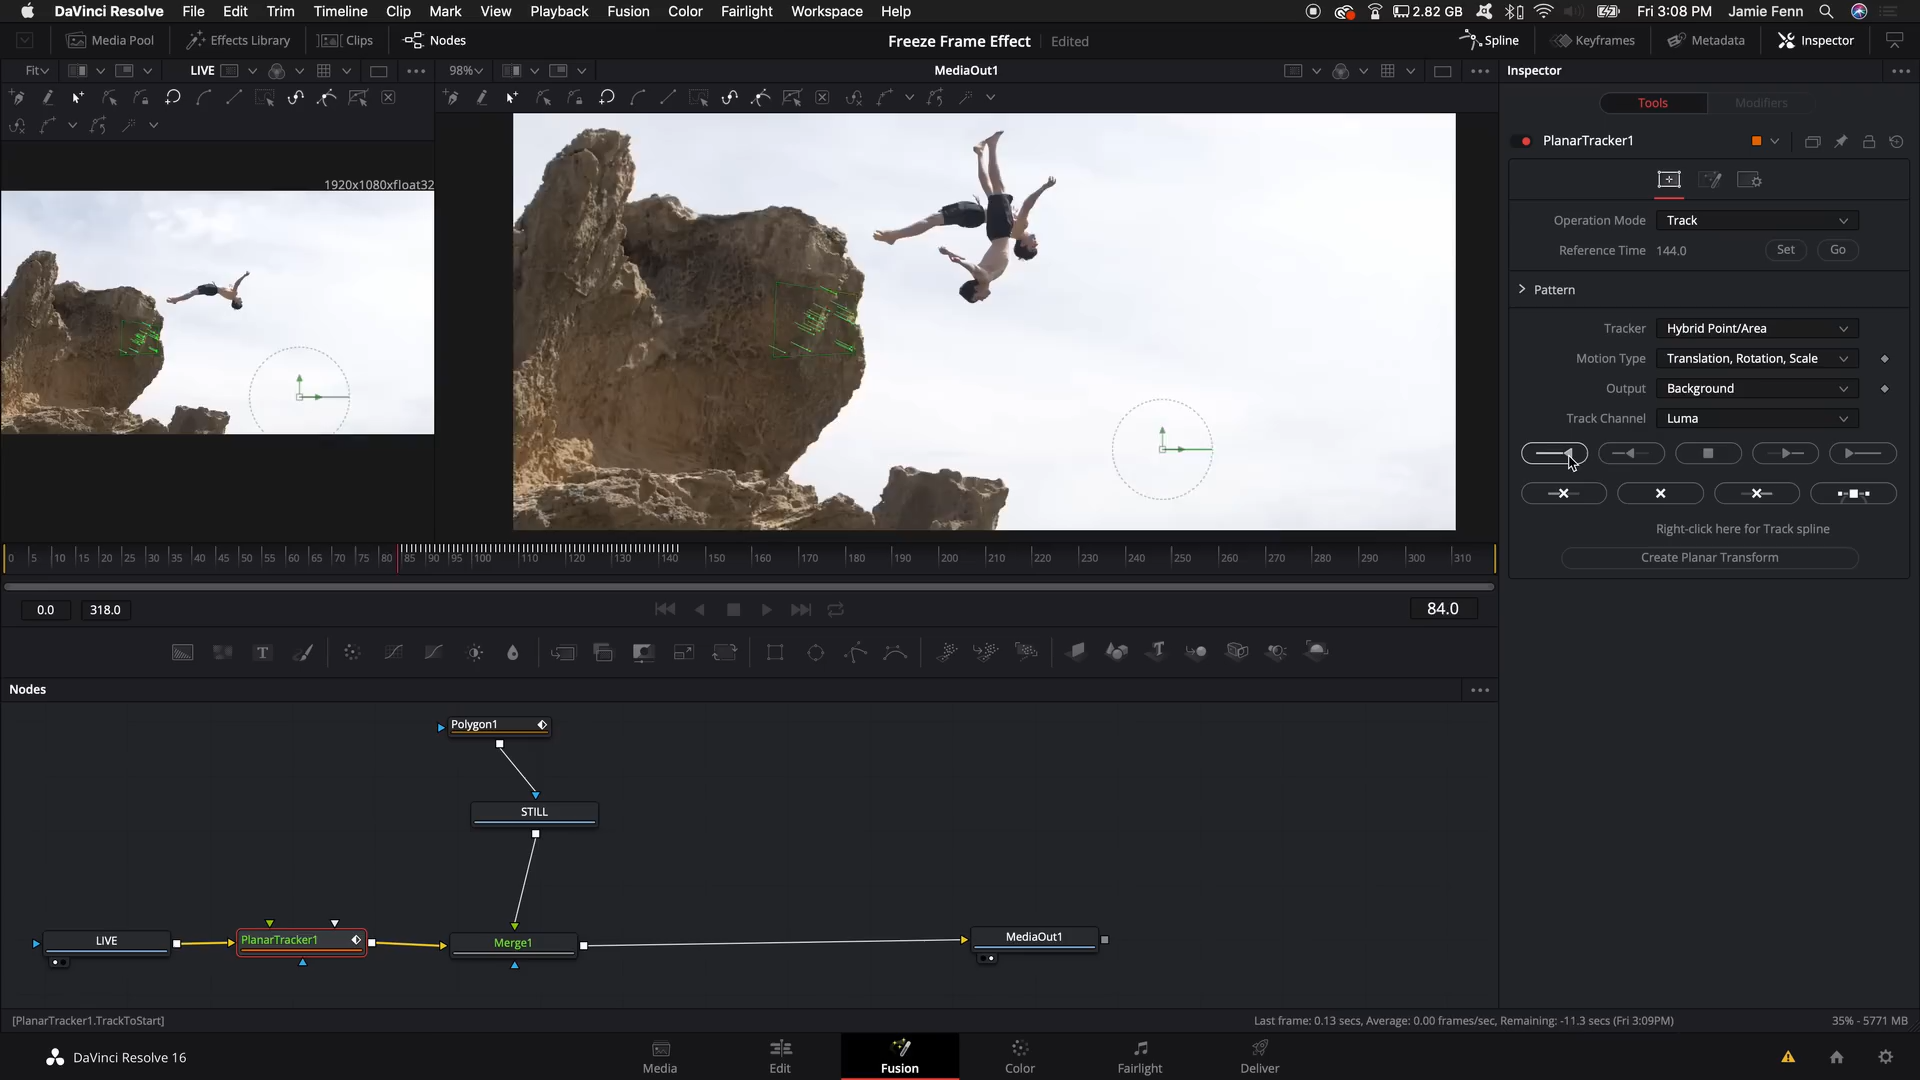 DaVinci Resolve File Edit Trim Timeline Clip Mark View Playback Fusion Color Fairlight Workspace Help 2.82 GB Fri 3:08 PM Jamie Fenn
Media Pool Effects Library Clips Nodes Freeze Frame Effect Edited Spline Keyframes Metadata Inspector
Fit LIVE 98% MediaOut1 Inspector
Tools Modifiers
PlanarTracker1
1920x1080xfloat32
Operation Mode Track
Reference Time 144.0 Set Go
Pattern
Tracker Hybrid Point/Area
Motion Type Translation, Rotation, Scale
Output Background
Track Channel Luma
Right-click here for Track spline
Create Planar Transform
0 5 10 15 20 25 30 35 40 45 50 55 60 65 70 75 80 85 90 95 100 110 120 130 140 150 160 170 180 190 200 210 220 230 240 250 260 270 280 290 300 310
0.0 318.0 84.0
Nodes
Polygon1
STILL
LIVE PlanarTracker1 Merge1 MediaOut1
[PlanarTracker1.TrackToStart] Last frame: 0.13 secs, Average: 0.00 frames/sec, Remaining: -11.3 secs (Fri 3:09PM) 35% - 5771 MB
DaVinci Resolve 16 Media Edit Fusion Color Fairlight Deliver